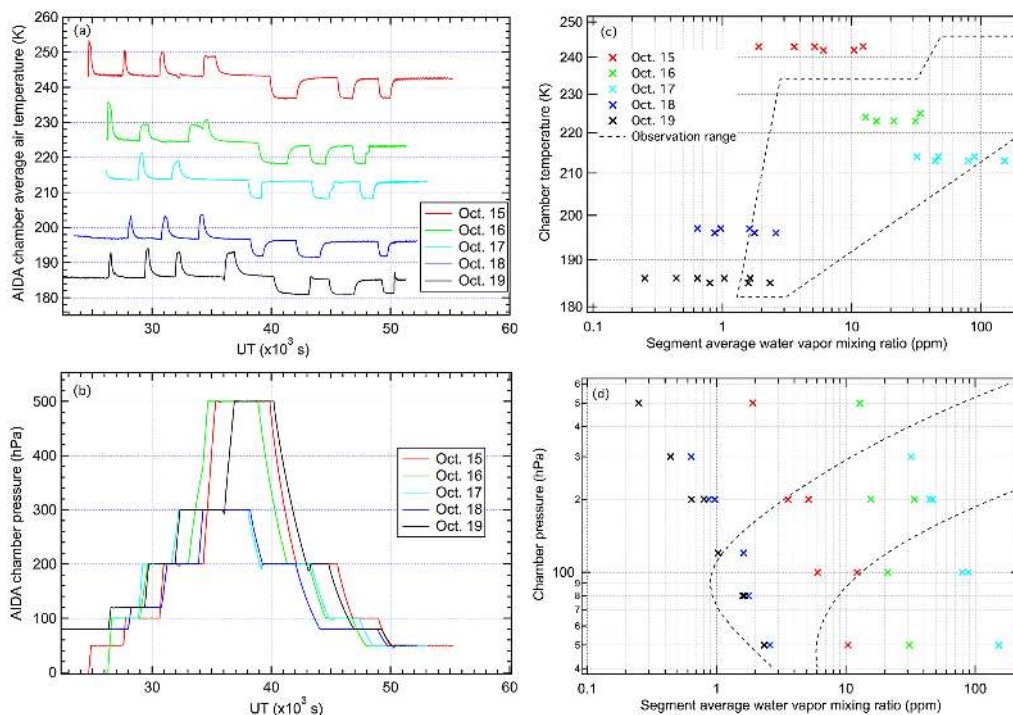 (a)
AIDA chamber average air temperature (K)
260
250
240
230
220
210
200
190
180
Oct. 15
Oct. 16
Oct. 17
Oct. 18
Oct. 19
30
40
50
60
UT (x10³ s)
(c)
Chamber temperature (K)
250
240
230
220
210
200
190
180
Oct. 15
Oct. 16
Oct. 17
Oct. 18
Oct. 19
Observation range
0.1
1
10
100
Segment average water vapor mixing ratio (ppm)
(b)
AIDA chamber pressure (hPa)
500
400
300
200
100
0
Oct. 15
Oct. 16
Oct. 17
Oct. 18
Oct. 19
30
40
50
60
UT (x10³ s)
(d)
Chamber pressure (hPa)
6
5
4
3
2
100
9
8
7
6
5
4
0.1
1
10
100
Segment average water vapor mixing ratio (ppm)